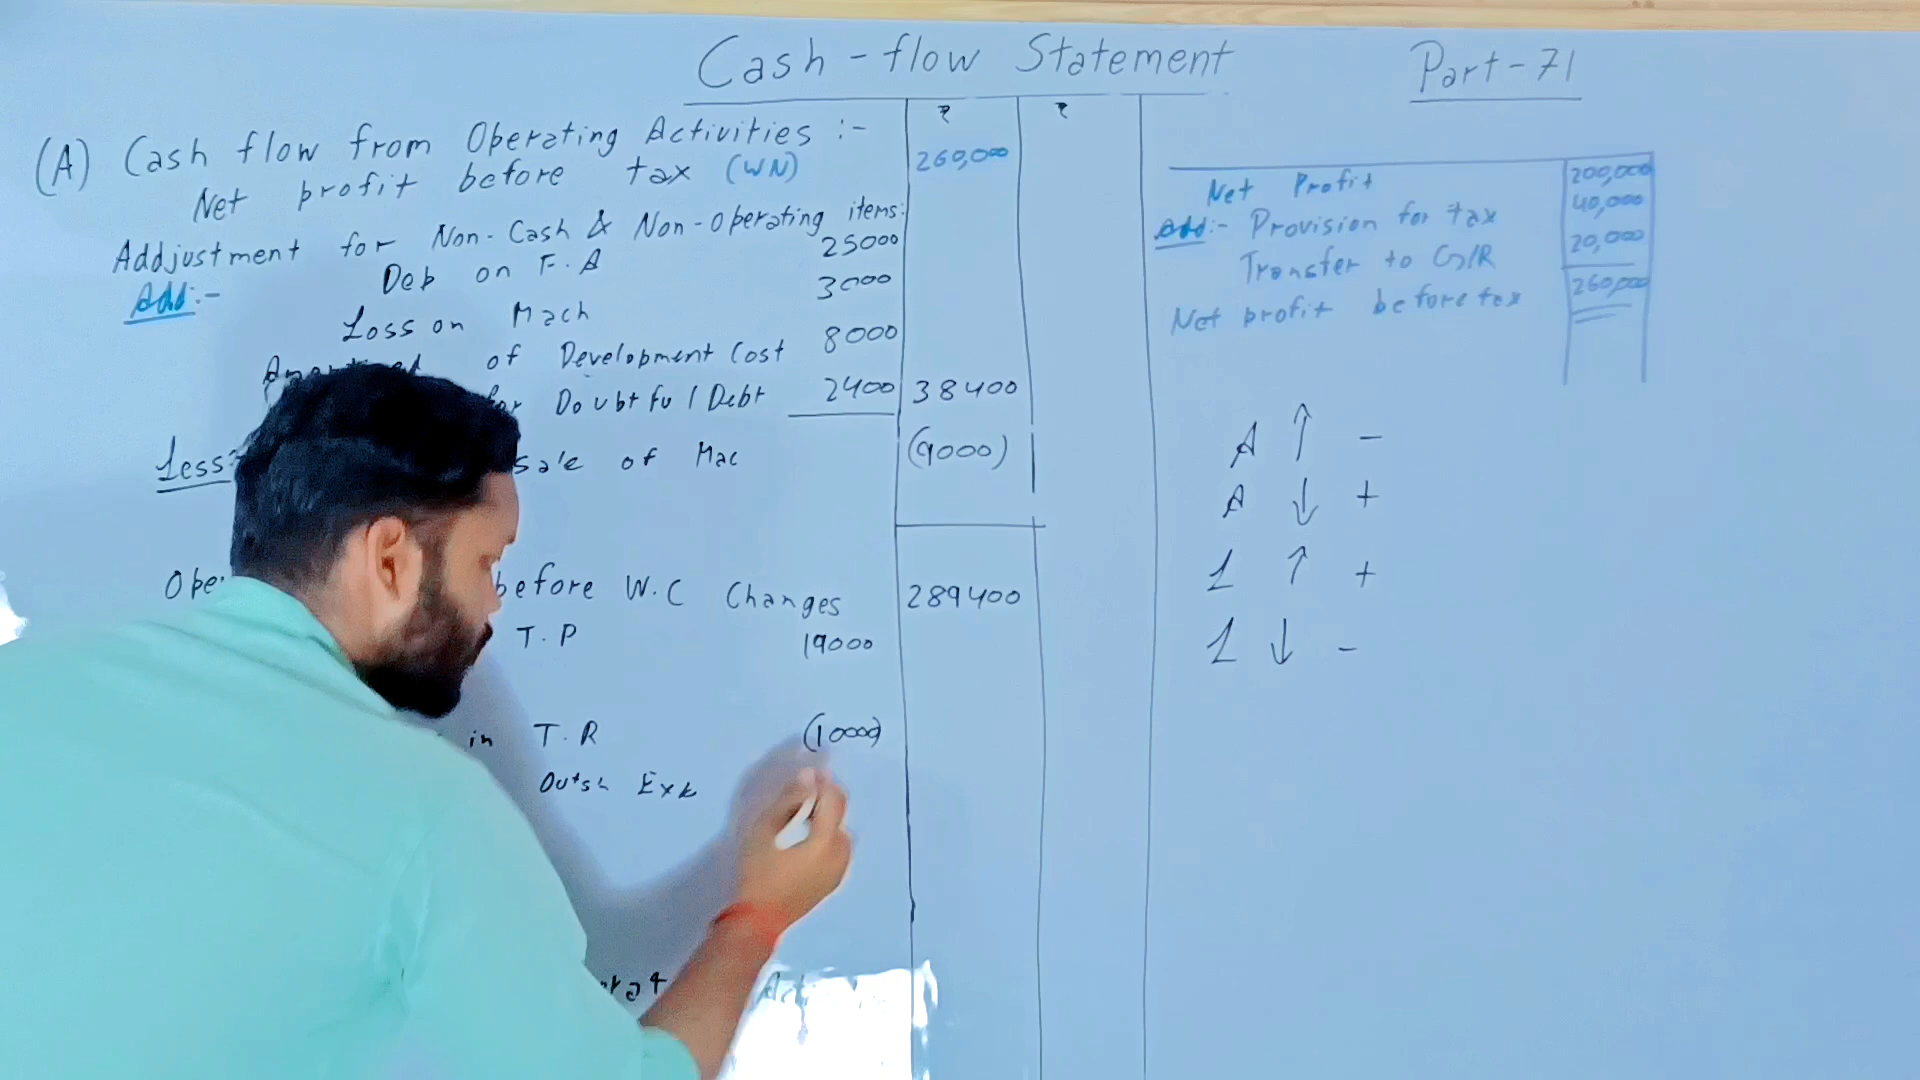 Cash-flow Statement
Part-71
₹ ₹
(A) Cash flow from Operating Activities :-
Net profit before tax (WN) 260,000
Addjustment for Non-Cash & Non-Operating items:
Add:- Dep on F.A 25000
Loss on Mach 3000
of Development Cost 8000
for Doubtful Debt 2400 38400
Less sale of Mac (9000)
before W.C Changes 289400
T.P 19000
in T.R (10000)
Exp
Net Profit 200,000
Add:- Provision for tax 40,000
Transfer to G/R 20,000
Net profit before tax 260,000
A ↑ -
A ↓ +
L ↑ +
L ↓ -